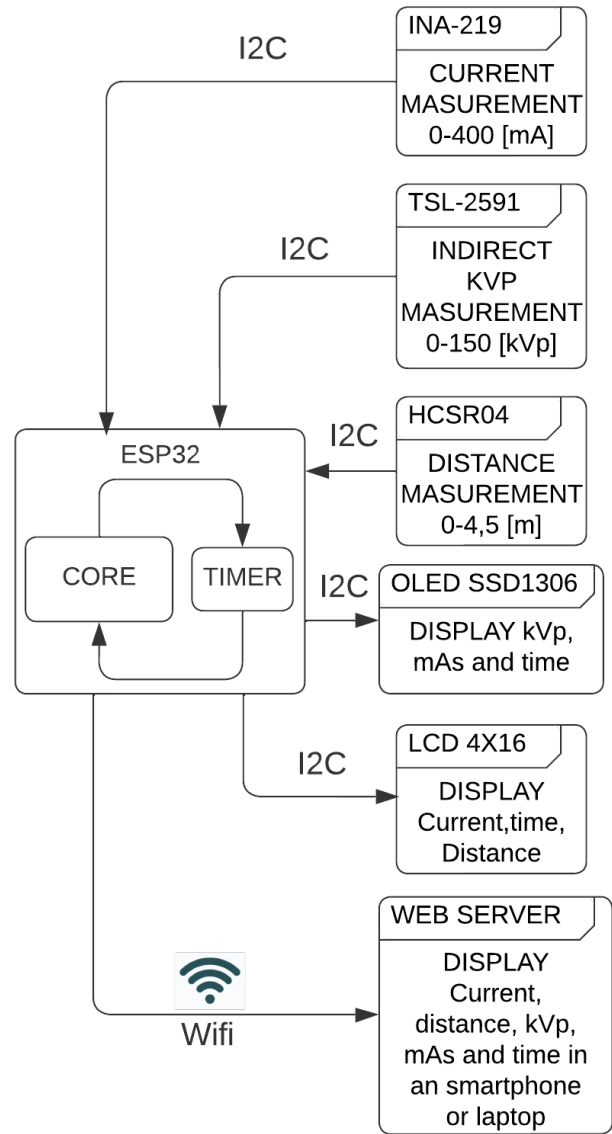 I2C
INA-219
CURRENT
MASUREMENT
0-400 [mA]
I2C
TSL-2591
INDIRECT
KVP
MASUREMENT
0-150 [kVp]
I2C
HCSR04
DISTANCE
MASUREMENT
0-4,5 [m]
ESP32
CORE
TIMER
I2C
OLED SSD1306
DISPLAY kVp,
mAs and time
I2C
LCD 4X16
DISPLAY
Current,time,
Distance
WEB SERVER
DISPLAY
Current,
distance, kVp,
mAs and time in
an smartphone
or laptop
Wifi